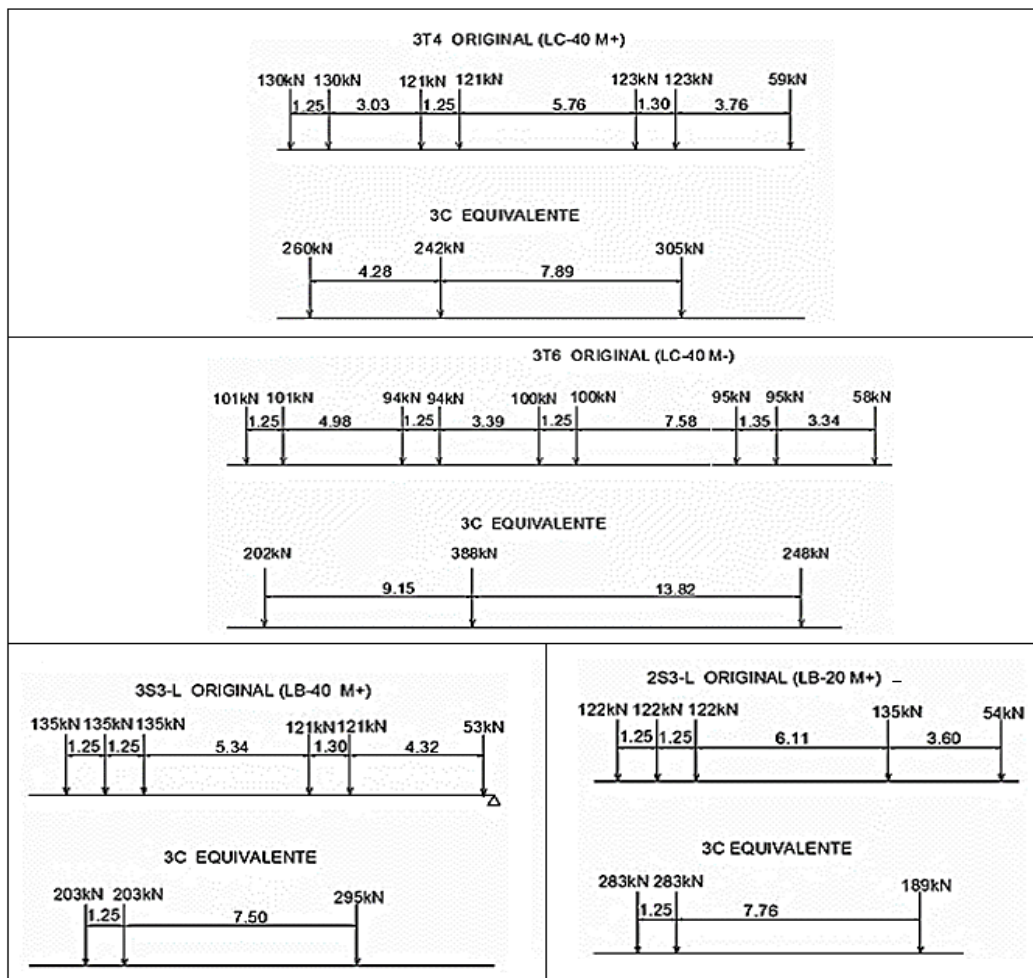 3T4 ORIGINAL (LC-40 M+)
130kN 130kN 121kN 121kN 123kN 123kN 59kN
1.25 3.03 1.25 5.76 1.30 3.76
3C EQUIVALENTE
260kN 242kN 305kN
4.28 7.89
3T6 ORIGINAL (LC-40 M-)
101kN 101kN 94kN 94kN 100kN 100kN 95kN 95kN 58kN
1.25 4.98 1.25 3.39 1.25 7.58 1.35 3.34
3C EQUIVALENTE
202kN 388kN 248kN
9.15 13.82
3S3-L ORIGINAL (LB-40 M+)
135kN 135kN 135kN 121kN 121kN 53kN
1.25 1.25 5.34 1.30 4.32
3C EQUIVALENTE
203kN 203kN 295kN
1.25 7.50
2S3-L ORIGINAL (LB-20 M+)
122kN 122kN 122kN 135kN 54kN
1.25 1.25 6.11 3.60
3C EQUIVALENTE
283kN 283kN 189kN
1.25 7.76